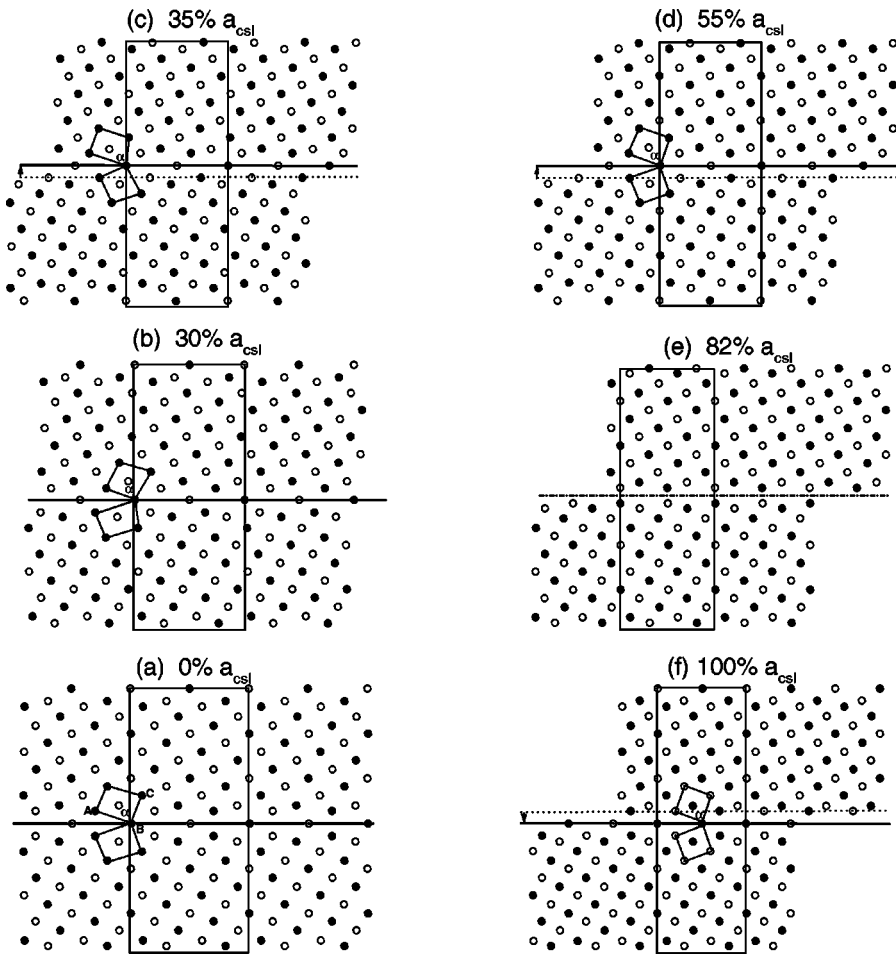 (c) 35% a_csl
(d) 55% a_csl
α
α
(b) 30% a_csl
(e) 82% a_csl
α
(a) 0% a_csl
(f) 100% a_csl
C
A
α
B
α